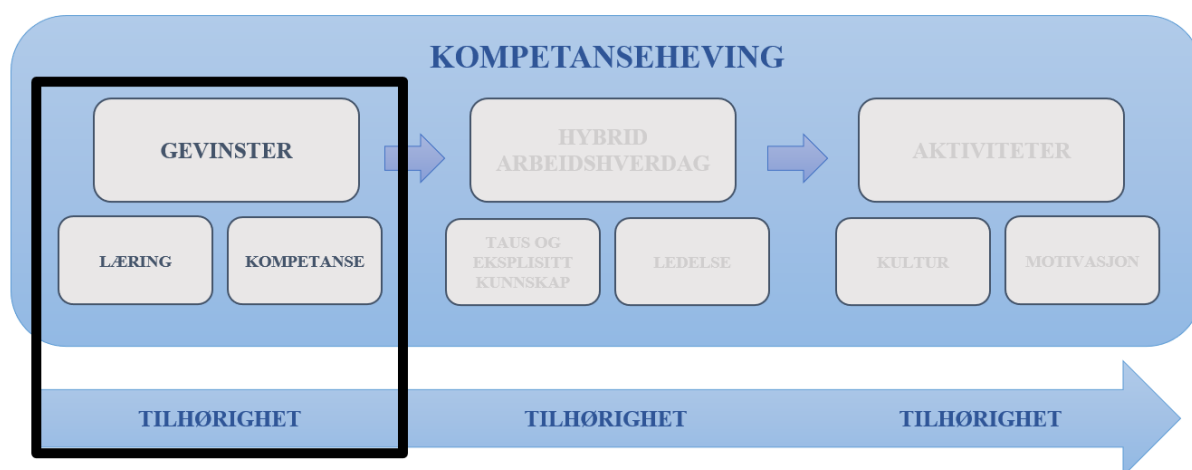 KOMPETANSEHEVING
GEVINSTER
LÆRING
KOMPETANSE
HYBRID
ARBEIDSHVERDAG
TAUS OG
EKSPLISITT
KUNNSKAP
LEDELSE
AKTIVITETER
KULTUR
MOTIVASJON
TILHØRIGHET
TILHØRIGHET
TILHØRIGHET